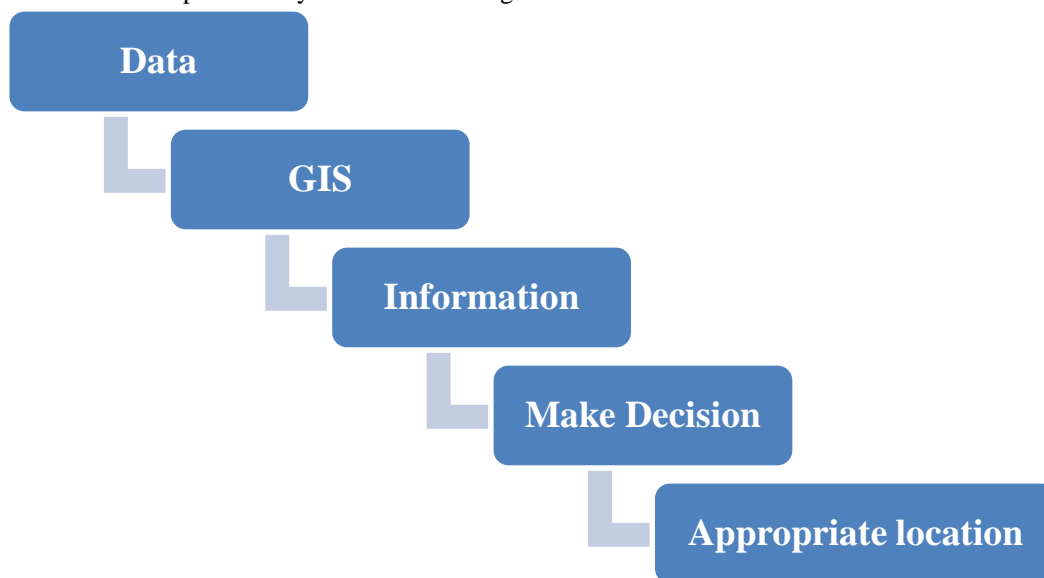 Data
GIS
Information
Make Decision
Appropriate location